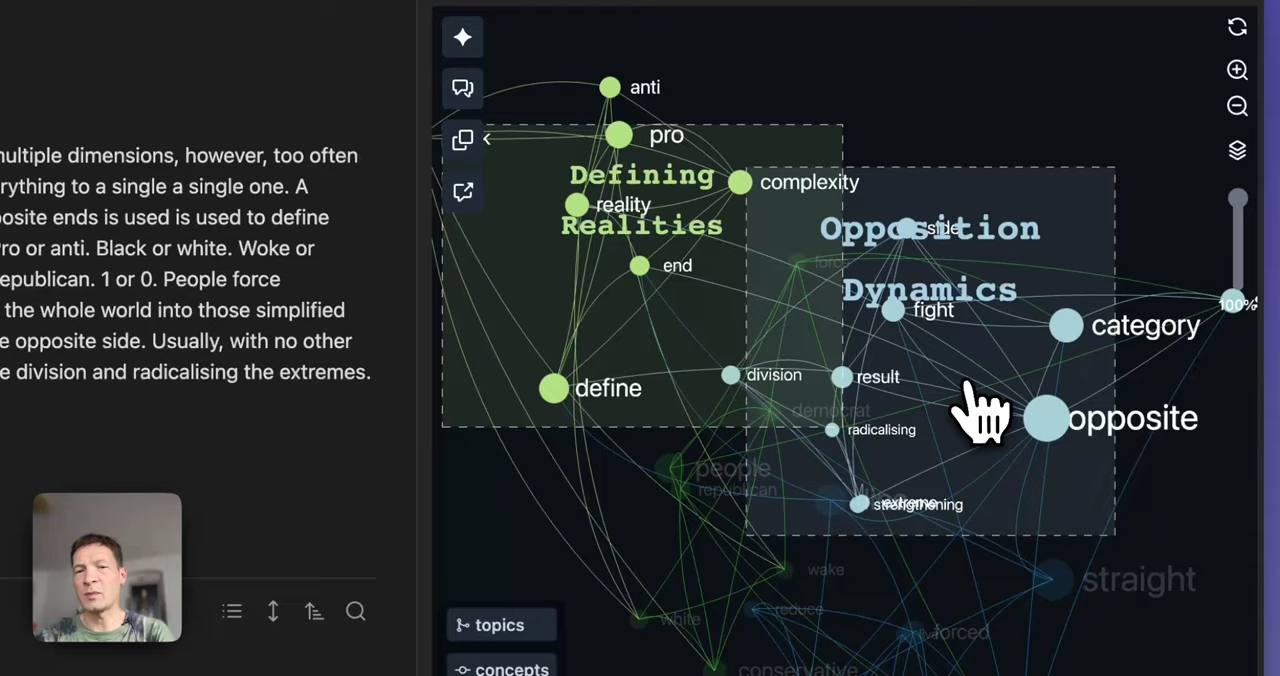 multiple dimensions, however, too often
rything to a single a single one. A
posite ends is used is used to define
ro or anti. Black or white. Woke or
epublican. 1 or 0. People force
the whole world into those simplified
e opposite side. Usually, with no other
e division and radicalising the extremes.
anti
pro
Defining
Realities
complexity
reality
end
Opposition
Dynamics
side
forc
100%
fight
category
define
division
result
democrat
radicalising
opposite
people
republican
extreme
strengthening
wake
straight
white
reduce
live
forced
conservative
topics
concepts